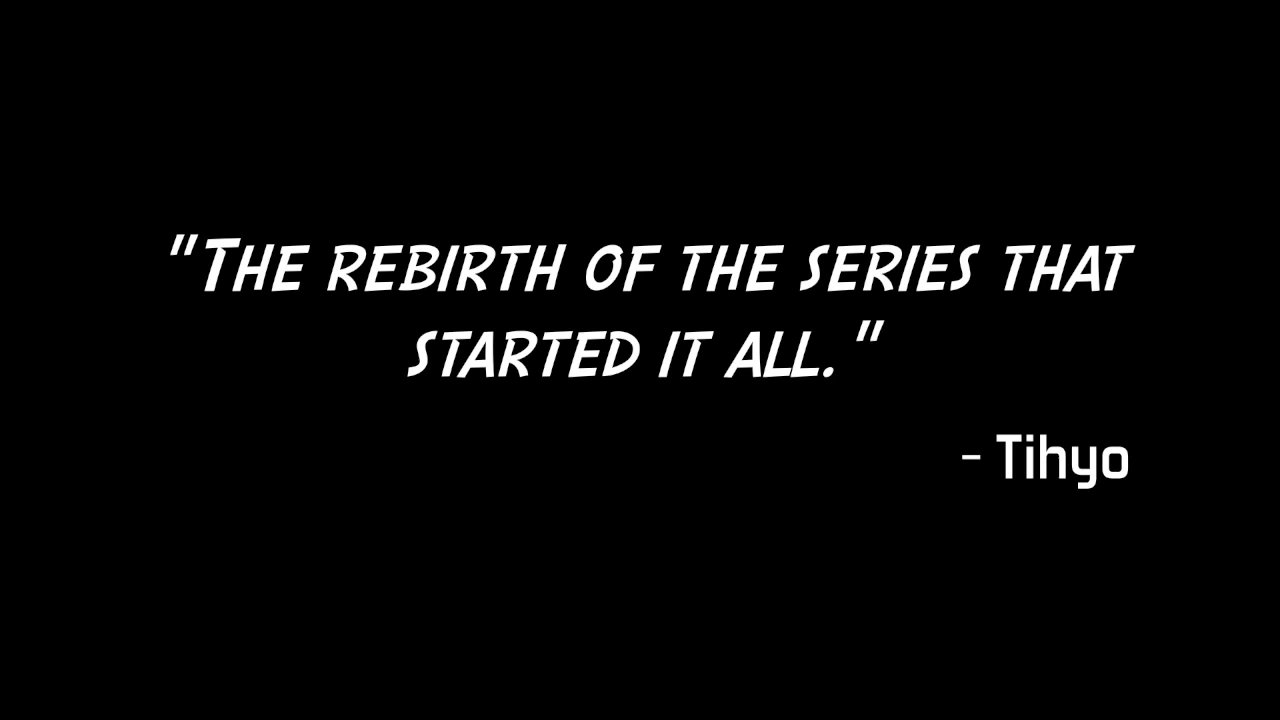 "The rebirth of the series that
started it all."
- Tihyo